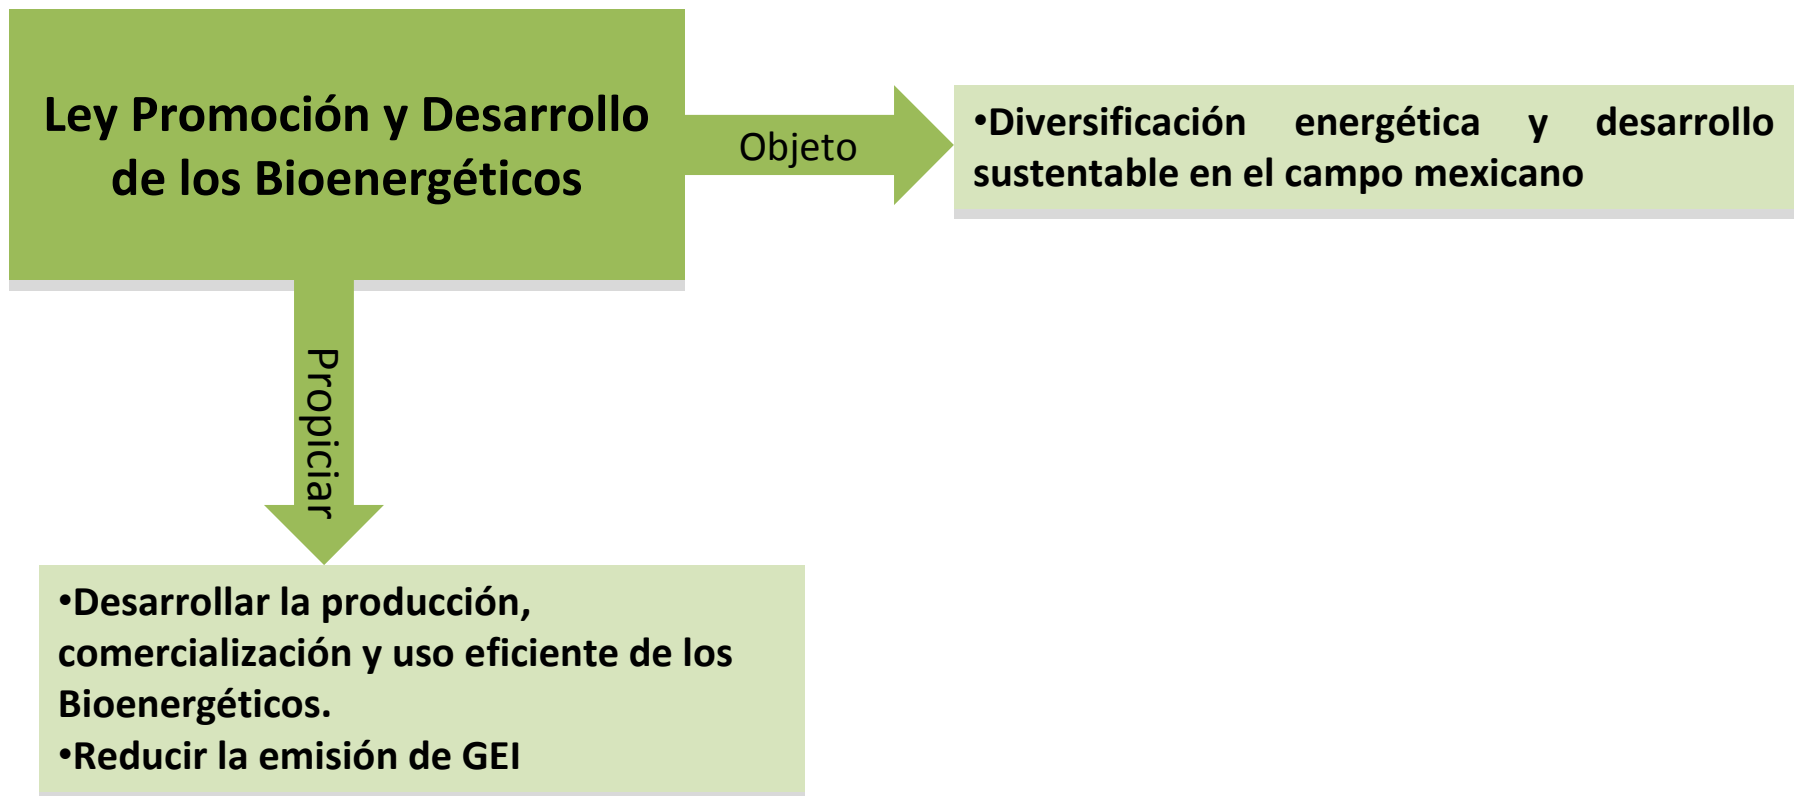 Ley Promoción y Desarrollo
de los Bioenergéticos
Objeto
•Diversificación energética y desarrollo
sustentable en el campo mexicano
Propiciar
•Desarrollar la producción,
comercialización y uso eficiente de los
Bioenergéticos.
•Reducir la emisión de GEI